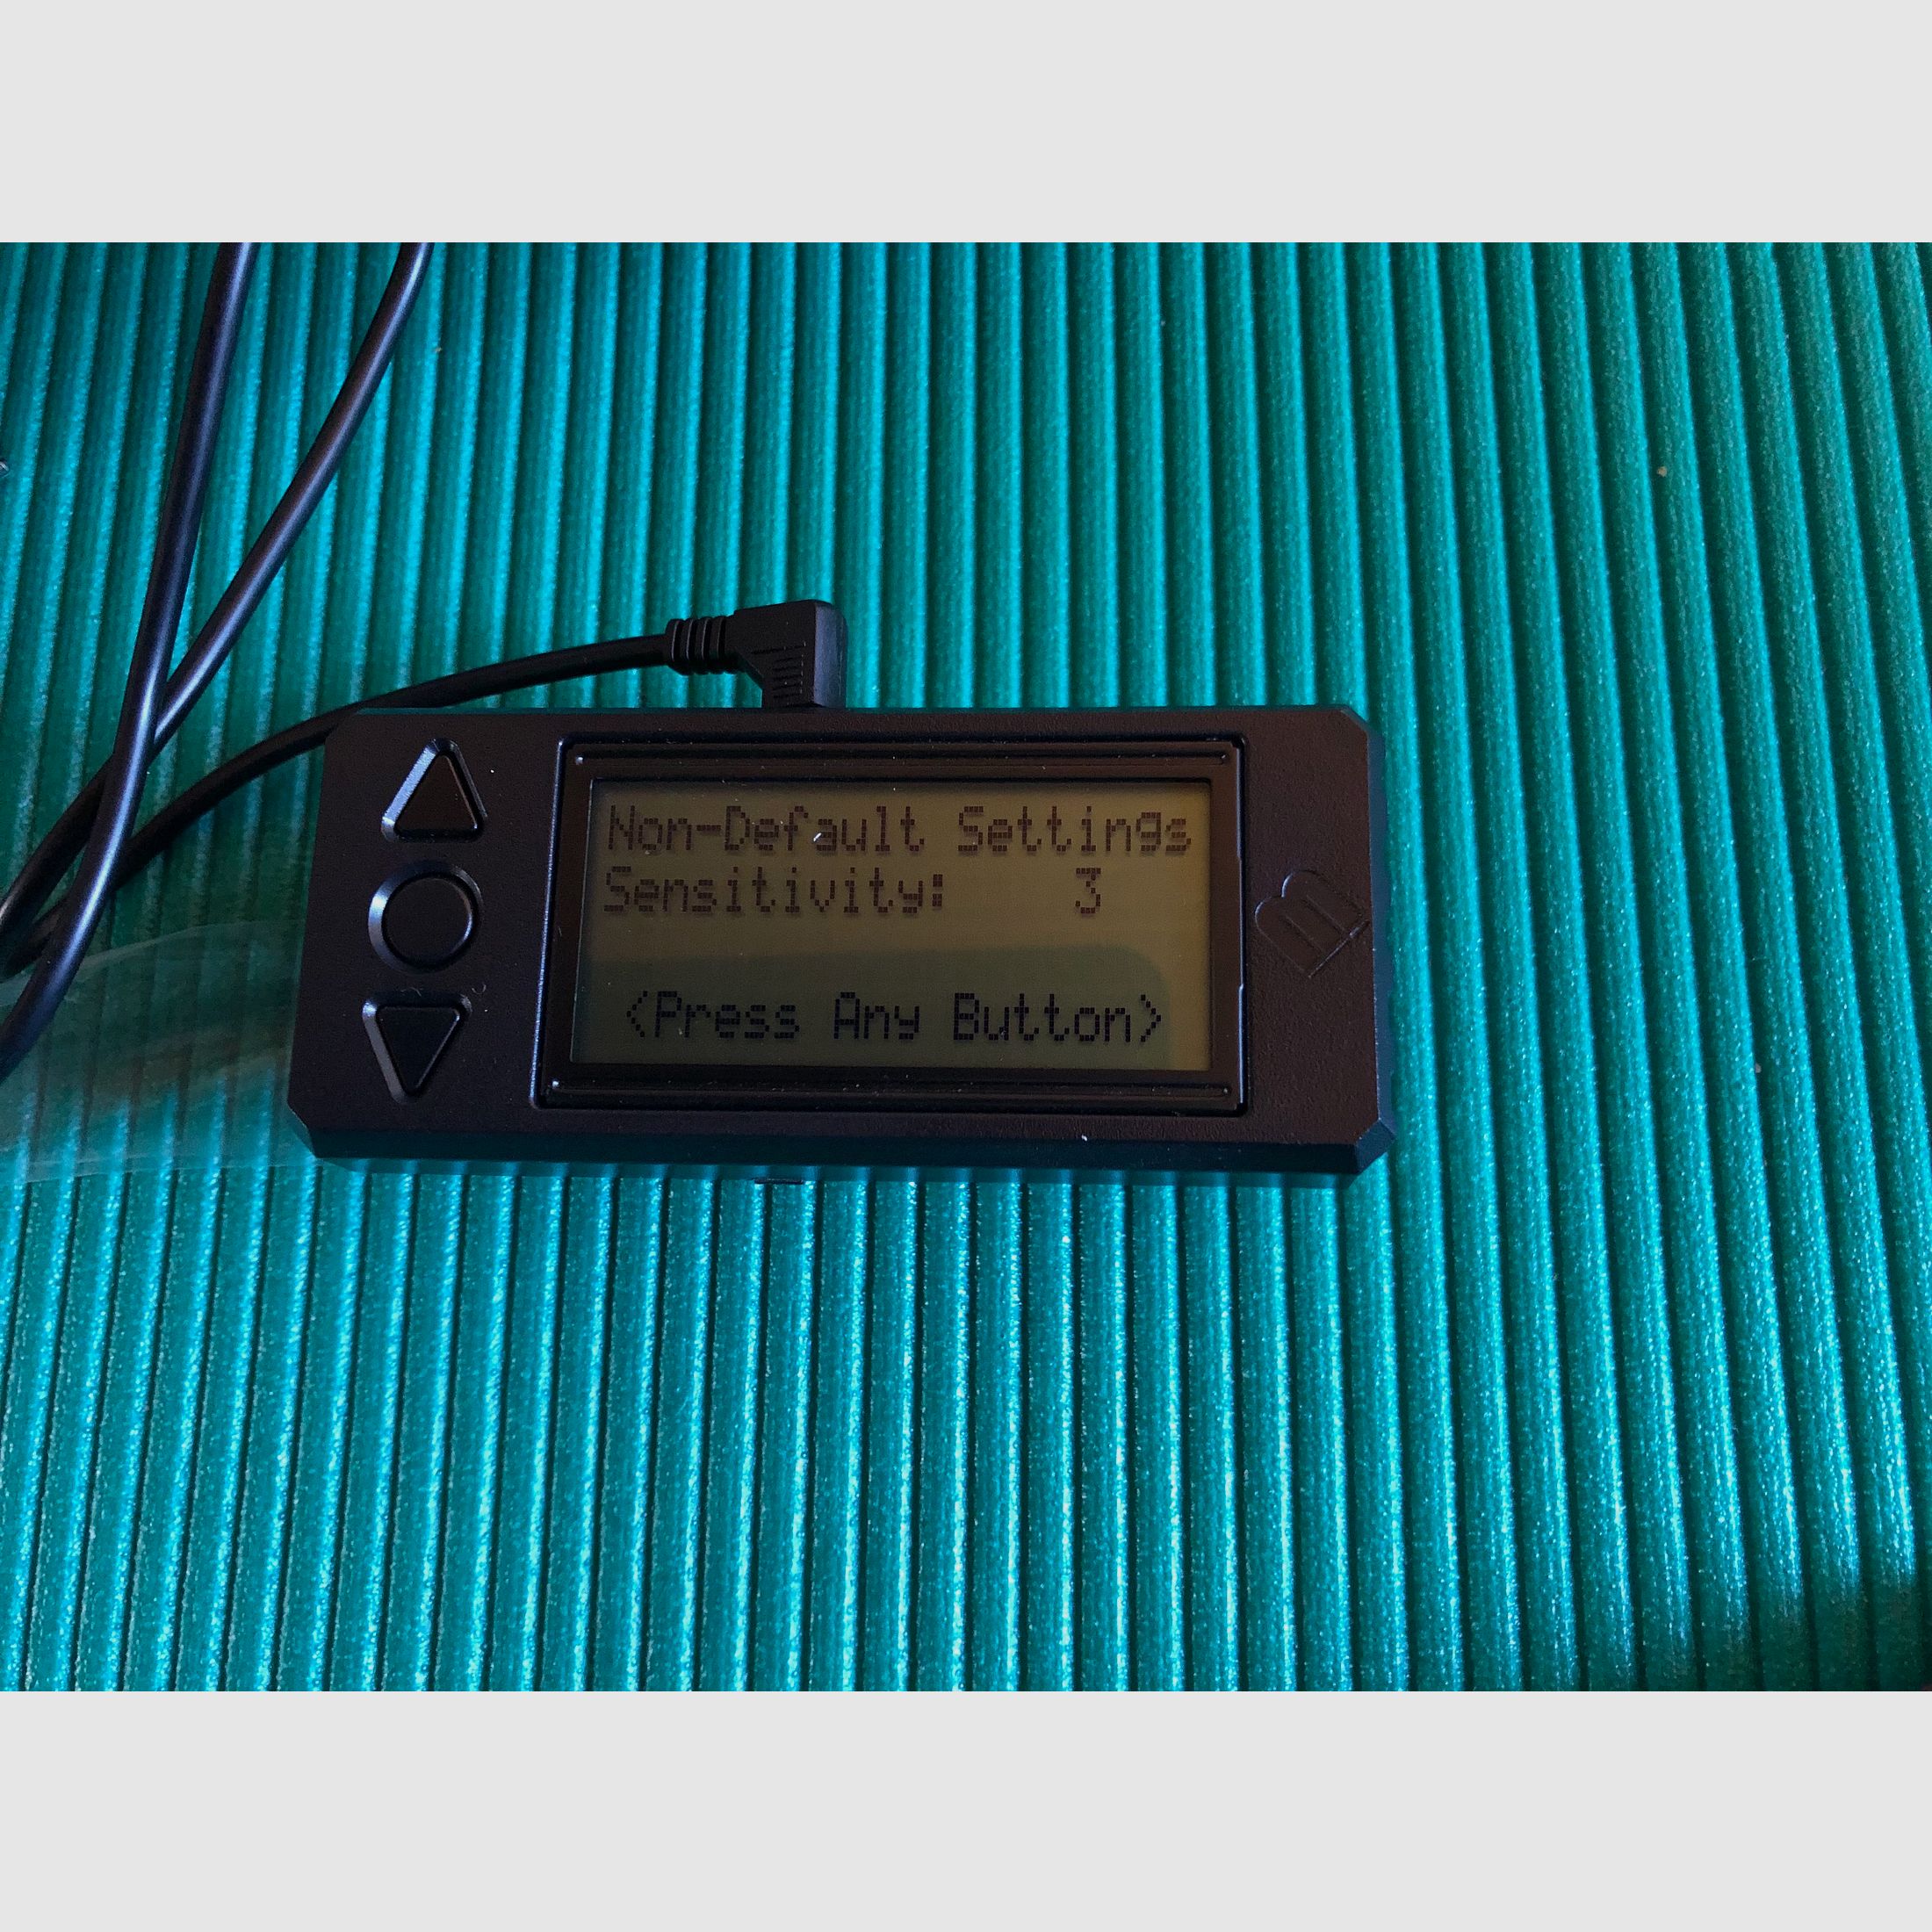 Non-Default Settings
Sensitivity: 3
<Press Any Button>